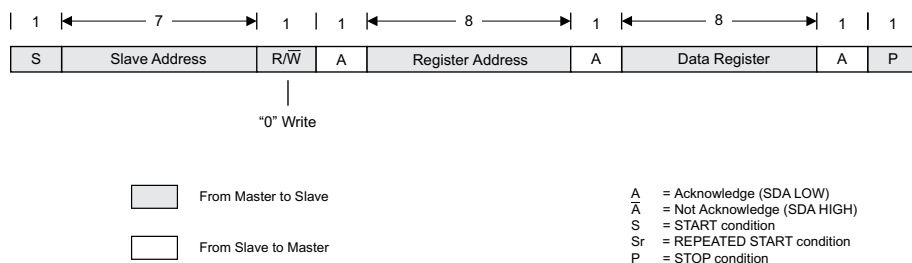 1 7 1 1 8 1 8 1 1
S Slave Address R/W̅ A Register Address A Data Register A P
“0” Write
From Master to Slave
From Slave to Master
A = Acknowledge (SDA LOW)
A̅ = Not Acknowledge (SDA HIGH)
S = START condition
Sr = REPEATED START condition
P = STOP condition